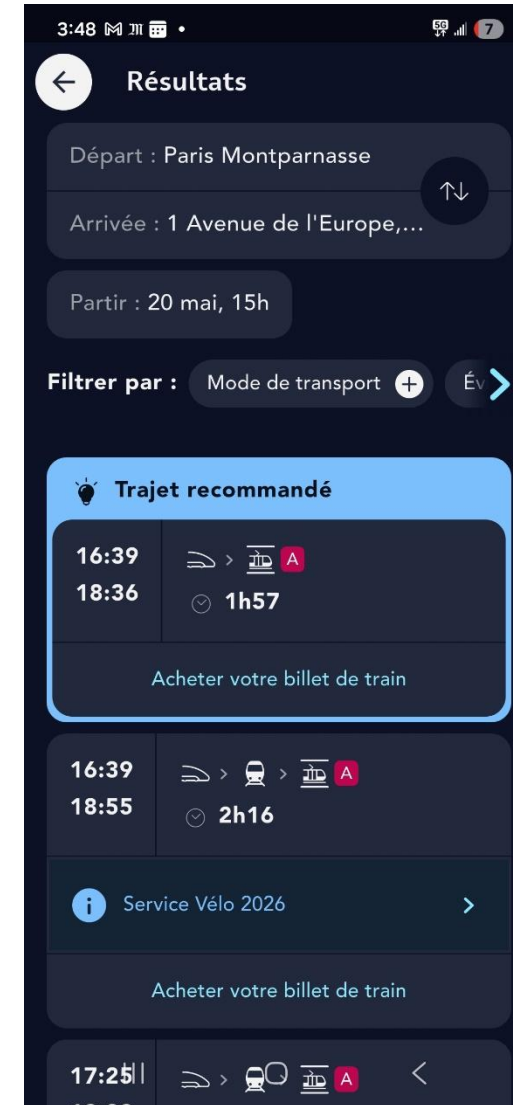 3:48
5G 7
Résultats
Départ : Paris Montparnasse
Arrivée : 1 Avenue de l'Europe,...
Partir : 20 mai, 15h
Filtrer par : Mode de transport + Év
Trajet recommandé
16:39
A
18:36
1h57
Acheter votre billet de train
16:39
A
18:55
2h16
Service Vélo 2026
Acheter votre billet de train
17:25
A